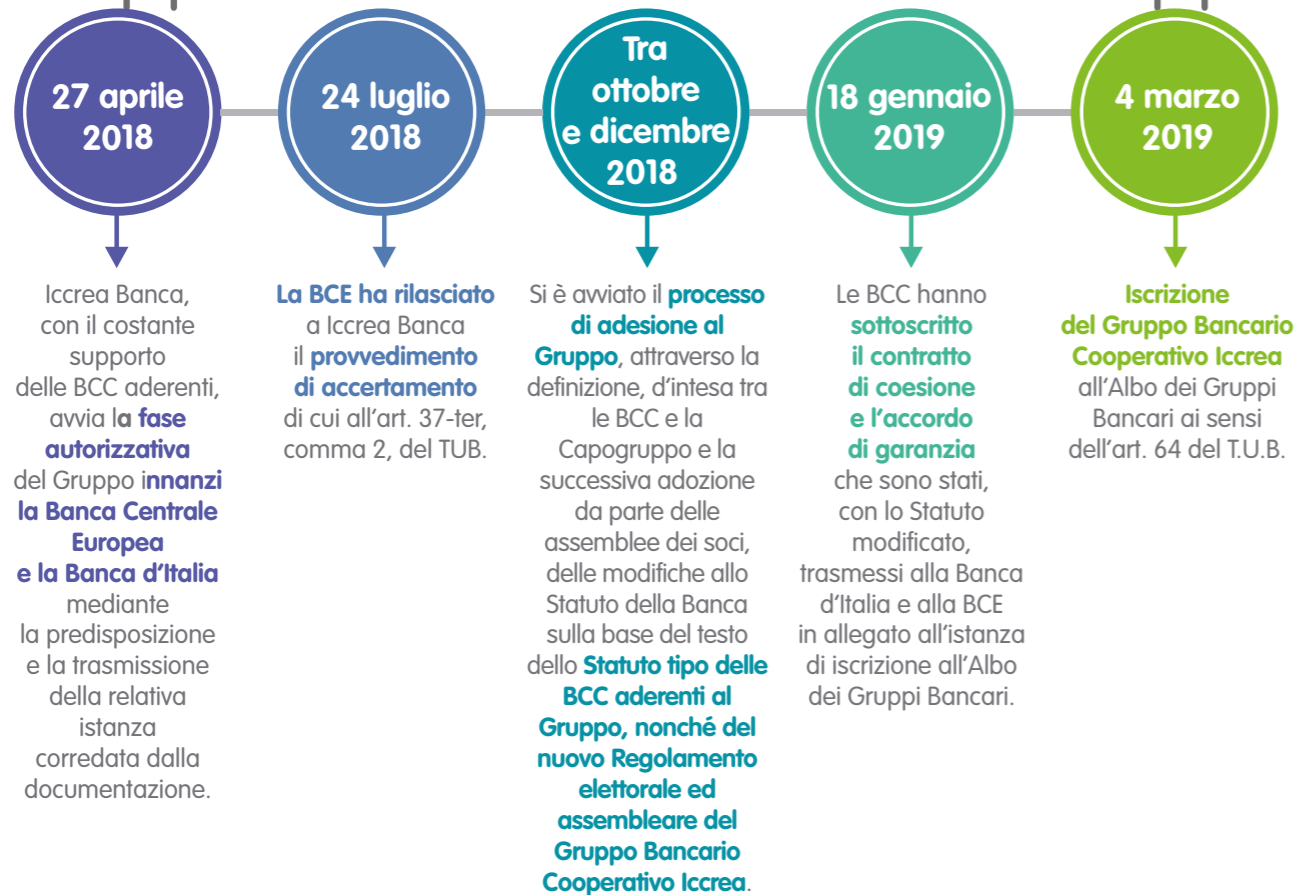 27 aprile
2018
Iccrea Banca,
con il costante
supporto
delle BCC aderenti,
avvia la fase
autorizzativa
del Gruppo innanzi
la Banca Centrale
Europea
e la Banca d'Italia
mediante
la predisposizione
e la trasmissione
della relativa
istanza
corredata dalla
documentazione.
24 luglio
2018
La BCE ha rilasciato
a Iccrea Banca
il provvedimento
di accertamento
di cui all'art. 37-ter,
comma 2, del TUB.
Tra
ottobre
e dicembre
2018
Si è avviato il processo
di adesione al
Gruppo, attraverso la
definizione, d'intesa tra
le BCC e la
Capogruppo e la
successiva adozione
da parte delle
assemblee dei soci,
delle modifiche allo
Statuto della Banca
sulla base del testo
dello Statuto tipo delle
BCC aderenti al
Gruppo, nonché del
nuovo Regolamento
elettorale ed
assembleare del
Gruppo Bancario
Cooperativo Iccrea.
18 gennaio
2019
Le BCC hanno
sottoscritto
il contratto
di coesione
e l'accordo
di garanzia
che sono stati,
con lo Statuto
modificato,
trasmessi alla Banca
d'Italia e alla BCE
in allegato all'istanza
di iscrizione all'Albo
dei Gruppi Bancari.
4 marzo
2019
Iscrizione
del Gruppo Bancario
Cooperativo Iccrea
all'Albo dei Gruppi
Bancari ai sensi
dell'art. 64 del T.U.B.